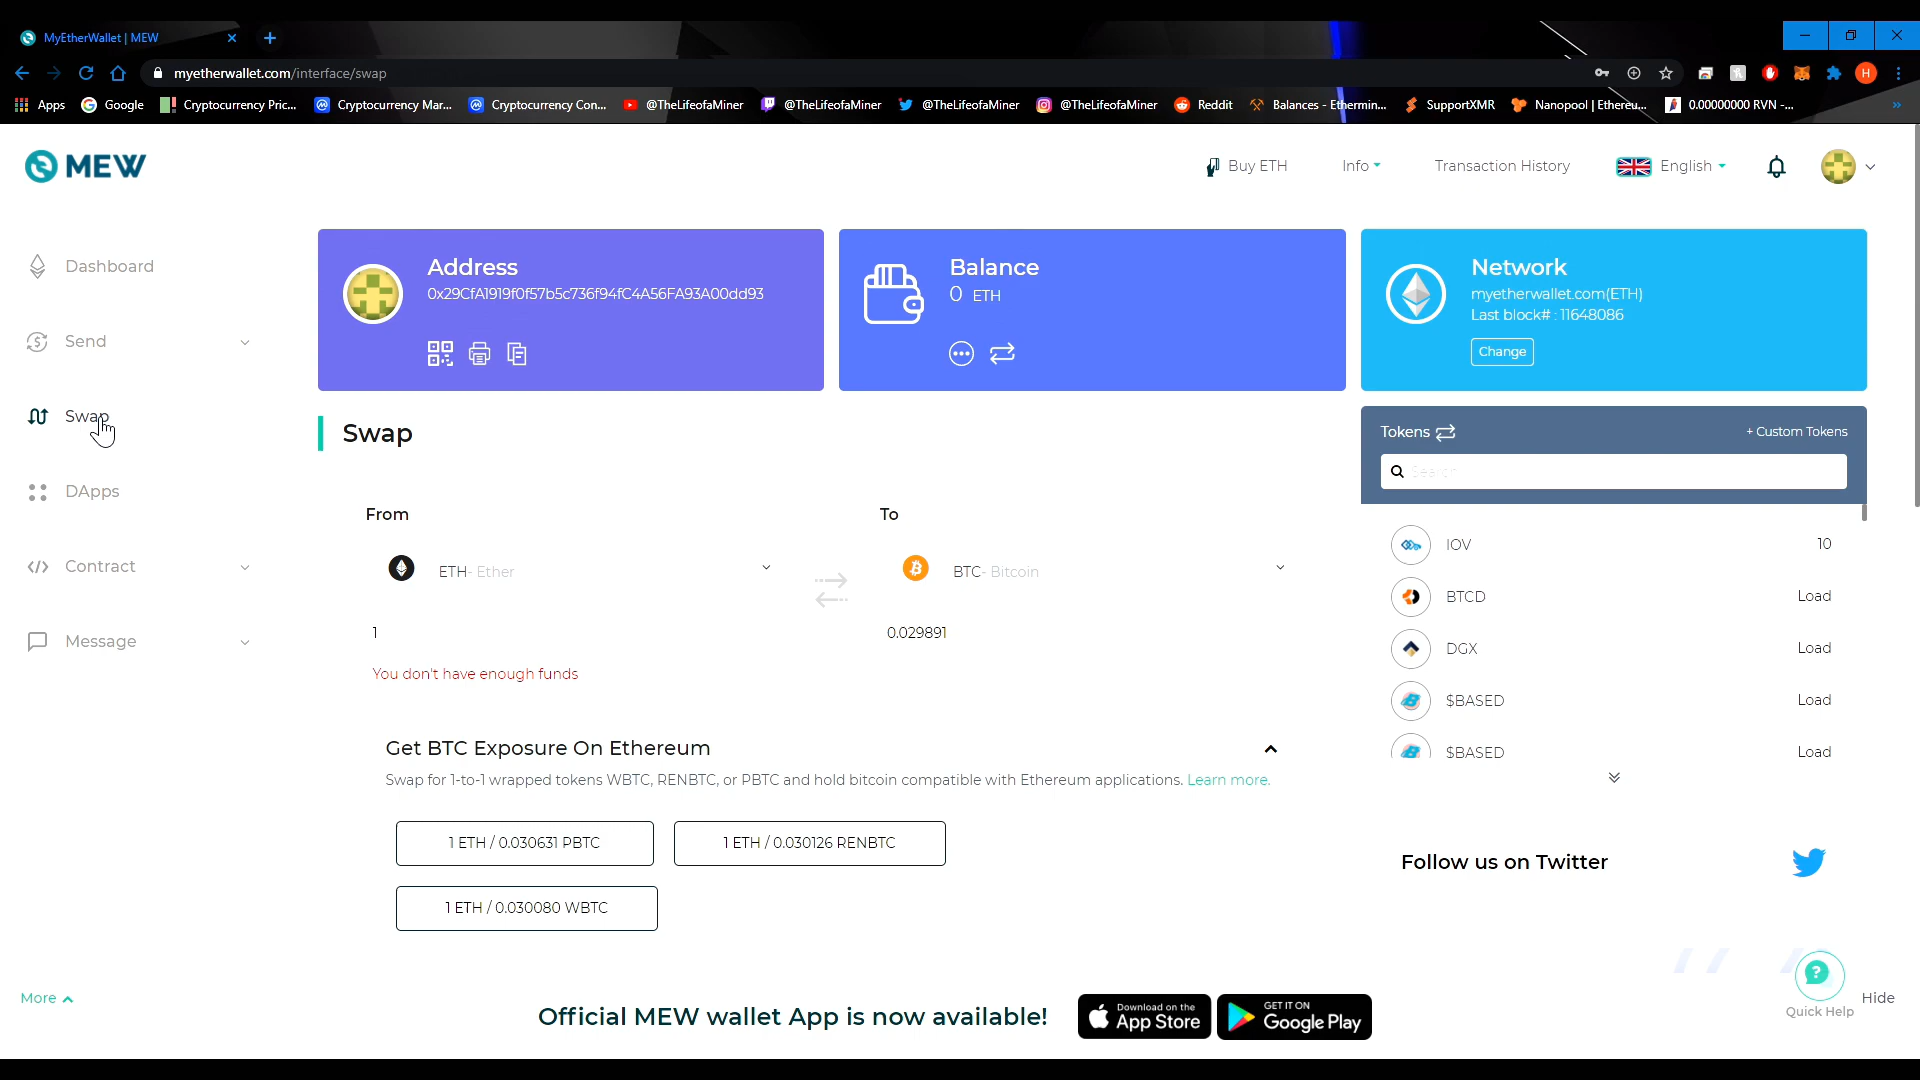 MyEtherWallet | MEW
myetherwallet.com/interface/swap
Apps Google Cryptocurrency Pric... Cryptocurrency Mar... Cryptocurrency Con... @TheLifeofaMiner @TheLifeofaMiner @TheLifeofaMiner @TheLifeofaMiner Reddit Balances - Ethermin... SupportXMR Nanopool | Ethereu... 0.00000000 RVN -...
MEW
Buy ETH Info Transaction History English
Dashboard
Send
Swap
DApps
Contract
Message
Address
0x29CfA1919f0f57b5c736f94fC4A56FA93A00dd93
Balance
0 ETH
Network
myetherwallet.com(ETH)
Last block# : 11648086
Change
Swap
From
To
ETH- Ether
BTC- Bitcoin
1
0.029891
You don't have enough funds
Get BTC Exposure On Ethereum
Swap for 1-to-1 wrapped tokens WBTC, RENBTC, or PBTC and hold bitcoin compatible with Ethereum applications. Learn more.
1 ETH / 0.030631 PBTC
1 ETH / 0.030126 RENBTC
1 ETH / 0.030080 WBTC
Tokens
+ Custom Tokens
Search
IOV 10
BTCD Load
DGX Load
$BASED Load
$BASED Load
Follow us on Twitter
More
Official MEW wallet App is now available!
Download on the
App Store
GET IT ON
Google Play
Quick Help
Hide
H